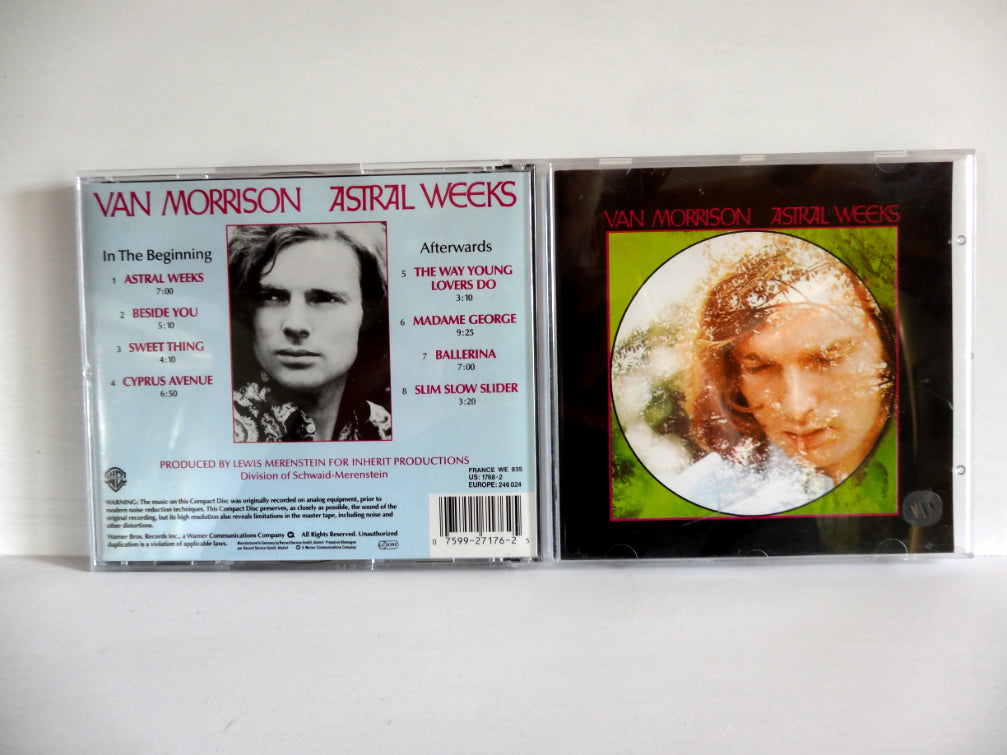 VAN MORRISON ASTRAL WEEKS
In The Beginning
1 ASTRAL WEEKS
7:00
2 BESIDE YOU
5:10
3 SWEET THING
4:10
4 CYPRUS AVENUE
6:50
Afterwards
5 THE WAY YOUNG
LOVERS DO
3:10
6 MADAME GEORGE
9:25
7 BALLERINA
7:00
8 SLIM SLOW SLIDER
3:20
PRODUCED BY LEWIS MERENSTEIN FOR INHERIT PRODUCTIONS
Division of Schwaid-Merenstein
FRANCE WE 835
US: 1768-2
EUROPE: 246 024
WARNING: The music on this Compact Disc was originally recorded on analog equipment, prior to
modern noise reduction techniques. This Compact Disc preserves, as closely as possible, the sound of the
original recording, but its high resolution also reveals limitations in the master tape, including noise and
other distortions.
Warner Bros. Records Inc., a Warner Communications Company All Rights Reserved. Unauthorized
duplication is a violation of applicable laws.
A Warner Communications Company
0 7599-27176-2 5
VAN MORRISON ASTRAL WEEKS